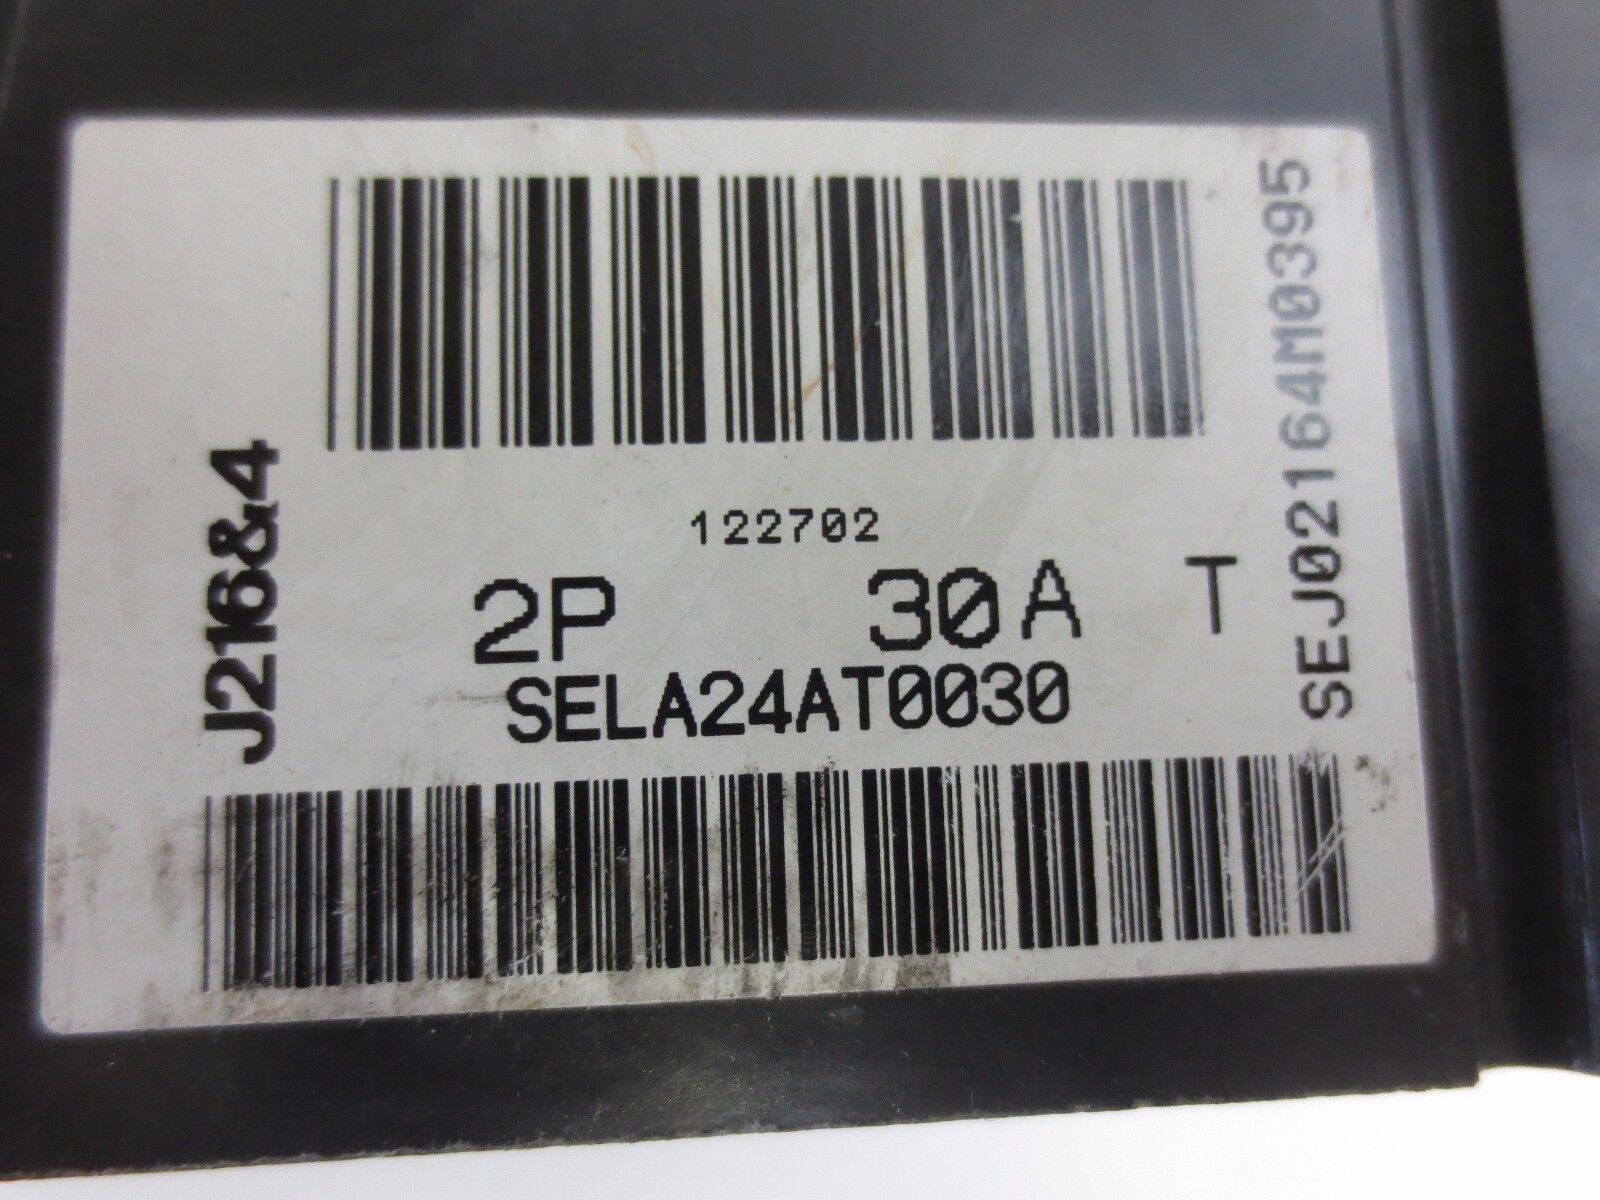 J216&4
122702
2P 30A T
SELA24AT0030
SEJ02164M0395